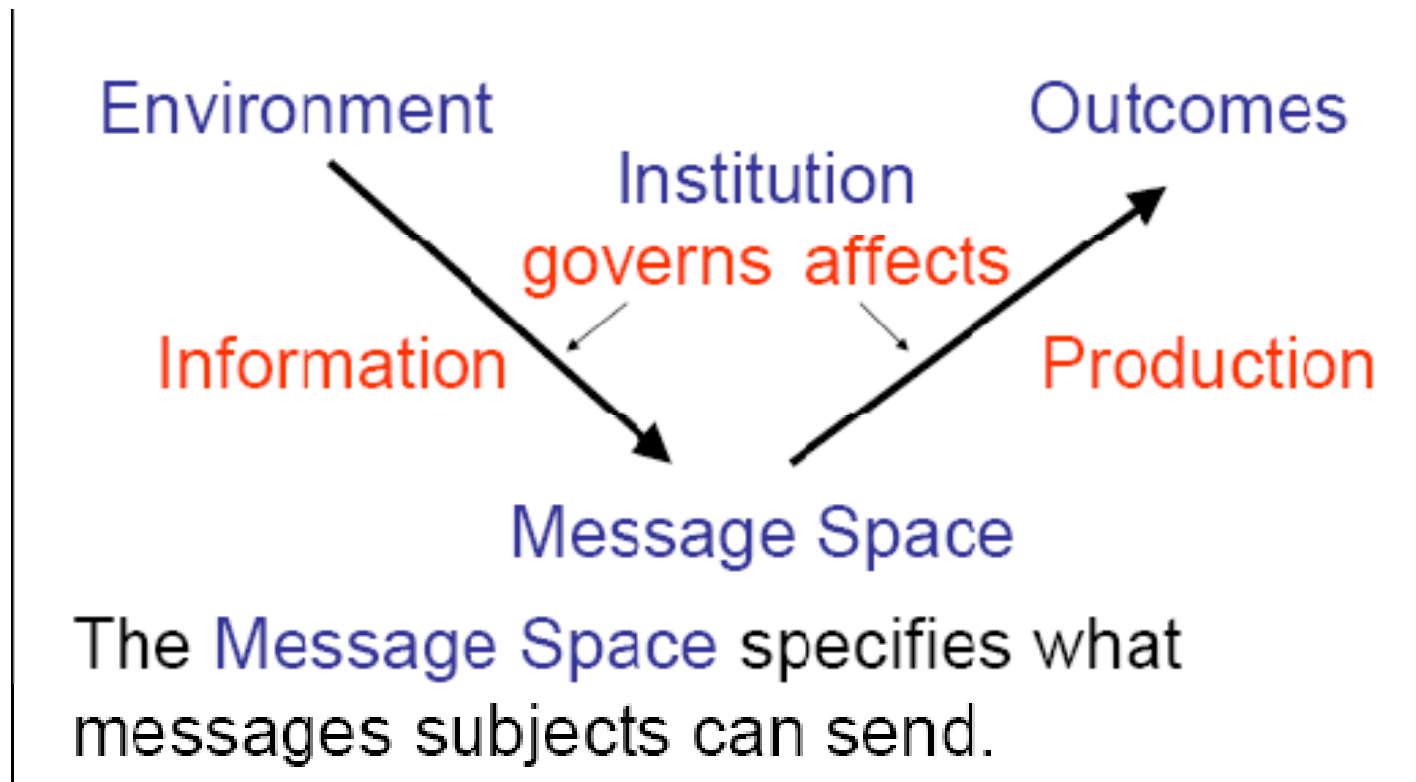 Environment
Outcomes
Institution
governs affects
Information
Production
Message Space
The Message Space specifies what
messages subjects can send.